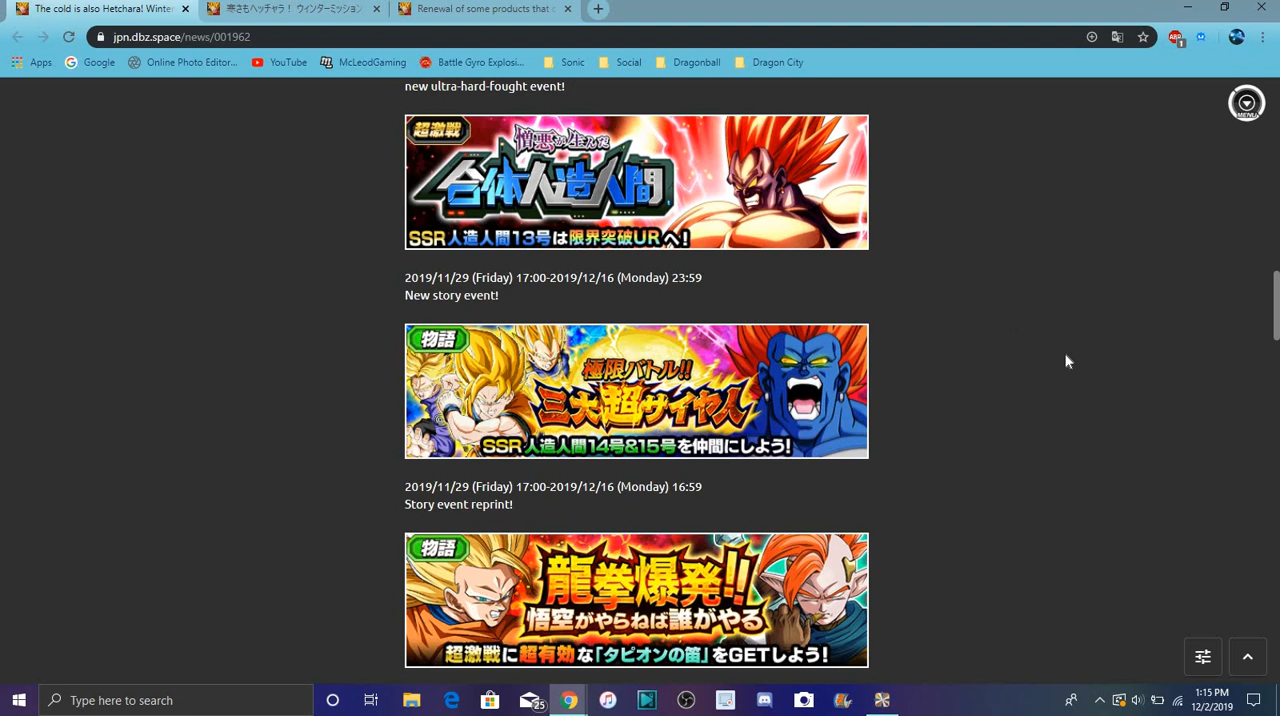 The cold is also Hetchara! Winter
寒さもヘッチャラ！ ウィンターミッション
Renewal of some products that c
jpn.dbz.space/news/001962
Apps
Google
Online Photo Editor...
YouTube
McLeodGaming
Battle Gyro Explosi...
Sonic
Social
Dragonball
Dragon City
new ultra-hard-fought event!
MENU
超激戦
憎悪が生んだ
合体人造人間
SSR人造人間13号は限界突破URへ!
2019/11/29 (Friday) 17:00-2019/12/16 (Monday) 23:59
New story event!
物語
極限バトル!!
三大超サイヤ人
SSR人造人間14号&15号を仲間にしよう!
2019/11/29 (Friday) 17:00-2019/12/16 (Monday) 16:59
Story event reprint!
物語
龍拳爆発!!
悟空がやらねば誰がやる
超激戦に超有効な「タピオンの笛」をGETしよう!
Type here to search
25
1:15 PM
12/2/2019